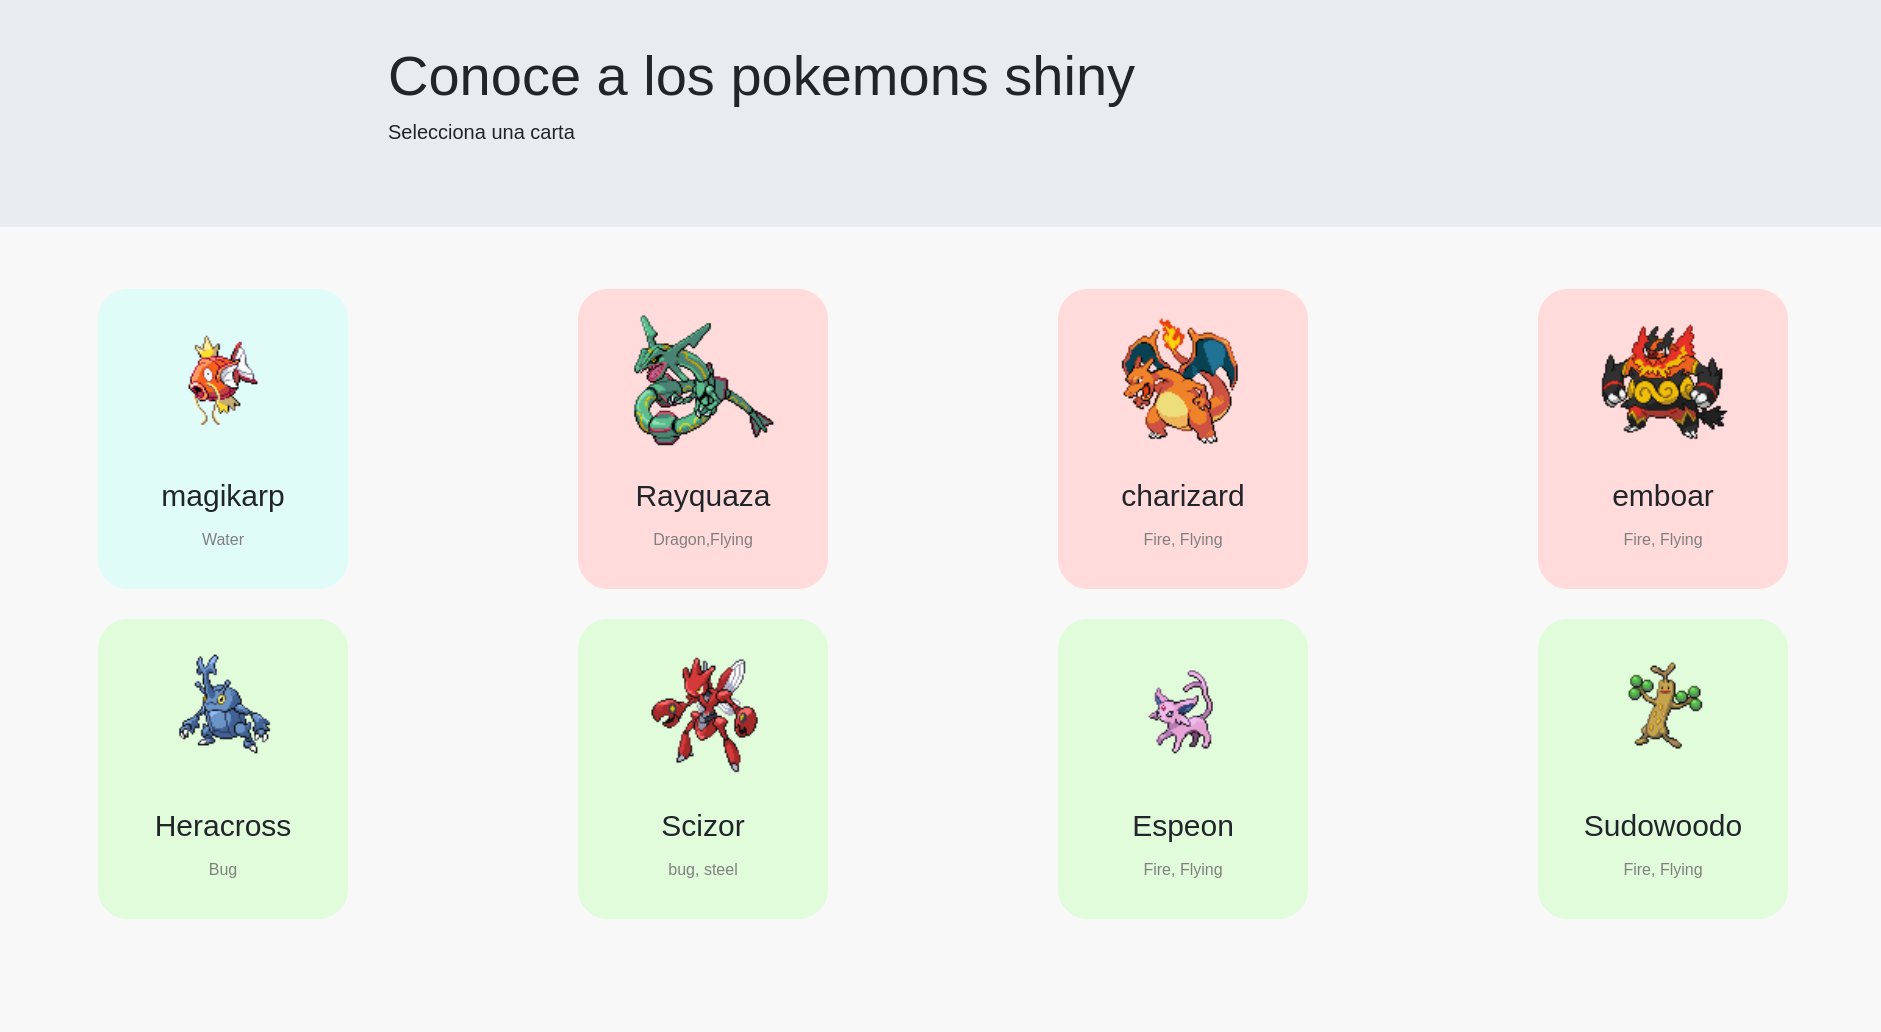 Conoce a los pokemons shiny
Selecciona una carta
magikarp
Water
Rayquaza
Dragon,Flying
charizard
Fire, Flying
emboar
Fire, Flying
Heracross
Bug
Scizor
bug, steel
Espeon
Fire, Flying
Sudowoodo
Fire, Flying